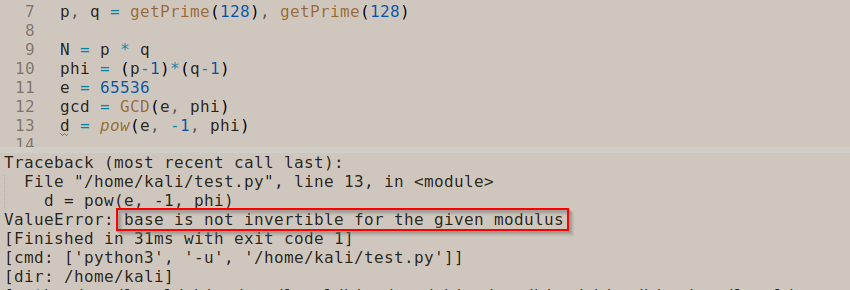 7 p, q = getPrime(128), getPrime(128)
8
9 N = p * q
10 phi = (p-1)*(q-1)
11 e = 65536
12 gcd = GCD(e, phi)
13 d = pow(e, -1, phi)
14
Traceback (most recent call last):
File "/home/kali/test.py", line 13, in <module>
d = pow(e, -1, phi)
ValueError: base is not invertible for the given modulus
[Finished in 31ms with exit code 1]
[cmd: ['python3', '-u', '/home/kali/test.py']]
[dir: /home/kali]